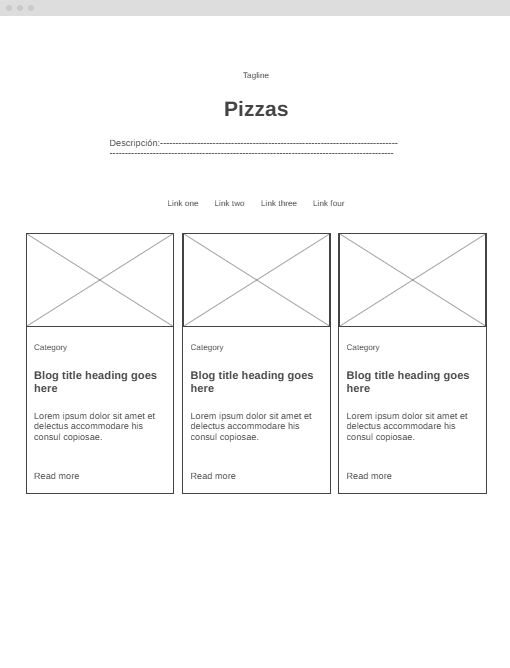 Tagline
Pizzas
Descripción:------------------------------------------------------------------------------
---------------------------------------------------------------------------------------------
Link one Link two Link three Link four
Category
Blog title heading goes
here
Lorem ipsum dolor sit amet et
delectus accommodare his
consul copiosae.
Read more
Category
Blog title heading goes
here
Lorem ipsum dolor sit amet et
delectus accommodare his
consul copiosae.
Read more
Category
Blog title heading goes
here
Lorem ipsum dolor sit amet et
delectus accommodare his
consul copiosae.
Read more